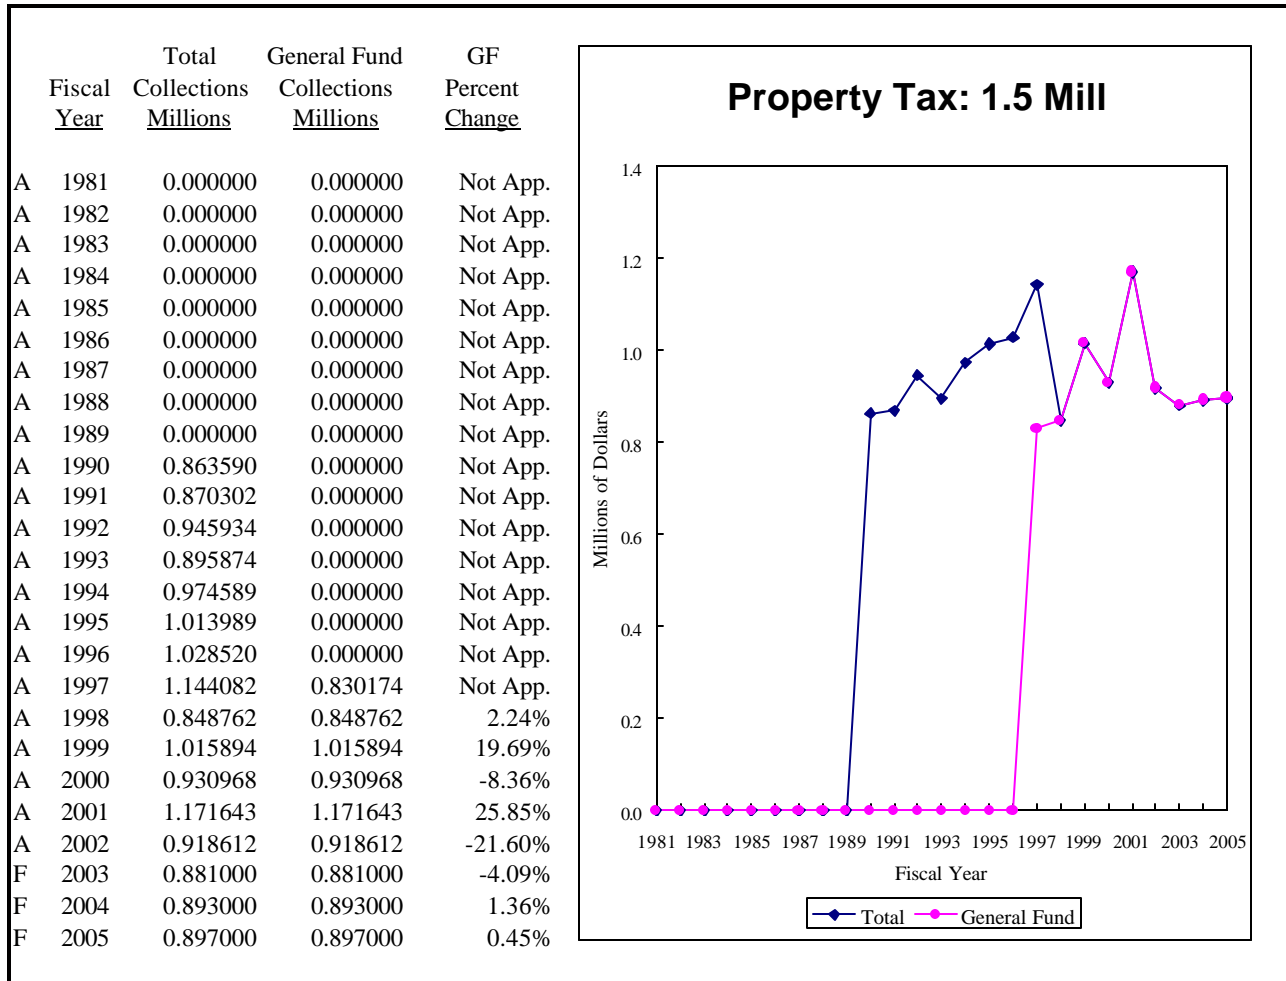 Total General Fund GF
Fiscal Collections Collections Percent
Year Millions Millions Change
A 1981 0.000000 0.000000 Not App.
A 1982 0.000000 0.000000 Not App.
A 1983 0.000000 0.000000 Not App.
A 1984 0.000000 0.000000 Not App.
A 1985 0.000000 0.000000 Not App.
A 1986 0.000000 0.000000 Not App.
A 1987 0.000000 0.000000 Not App.
A 1988 0.000000 0.000000 Not App.
A 1989 0.000000 0.000000 Not App.
A 1990 0.863590 0.000000 Not App.
A 1991 0.870302 0.000000 Not App.
A 1992 0.945934 0.000000 Not App.
A 1993 0.895874 0.000000 Not App.
A 1994 0.974589 0.000000 Not App.
A 1995 1.013989 0.000000 Not App.
A 1996 1.028520 0.000000 Not App.
A 1997 1.144082 0.830174 Not App.
A 1998 0.848762 0.848762 2.24%
A 1999 1.015894 1.015894 19.69%
A 2000 0.930968 0.930968 -8.36%
A 2001 1.171643 1.171643 25.85%
A 2002 0.918612 0.918612 -21.60%
F 2003 0.881000 0.881000 -4.09%
F 2004 0.893000 0.893000 1.36%
F 2005 0.897000 0.897000 0.45%
Property Tax: 1.5 Mill
1.4
1.2
1.0
0.8
0.6
0.4
0.2
0.0
Millions of Dollars
1981 1983 1985 1987 1989 1991 1993 1995 1997 1999 2001 2003 2005
Fiscal Year
Total General Fund